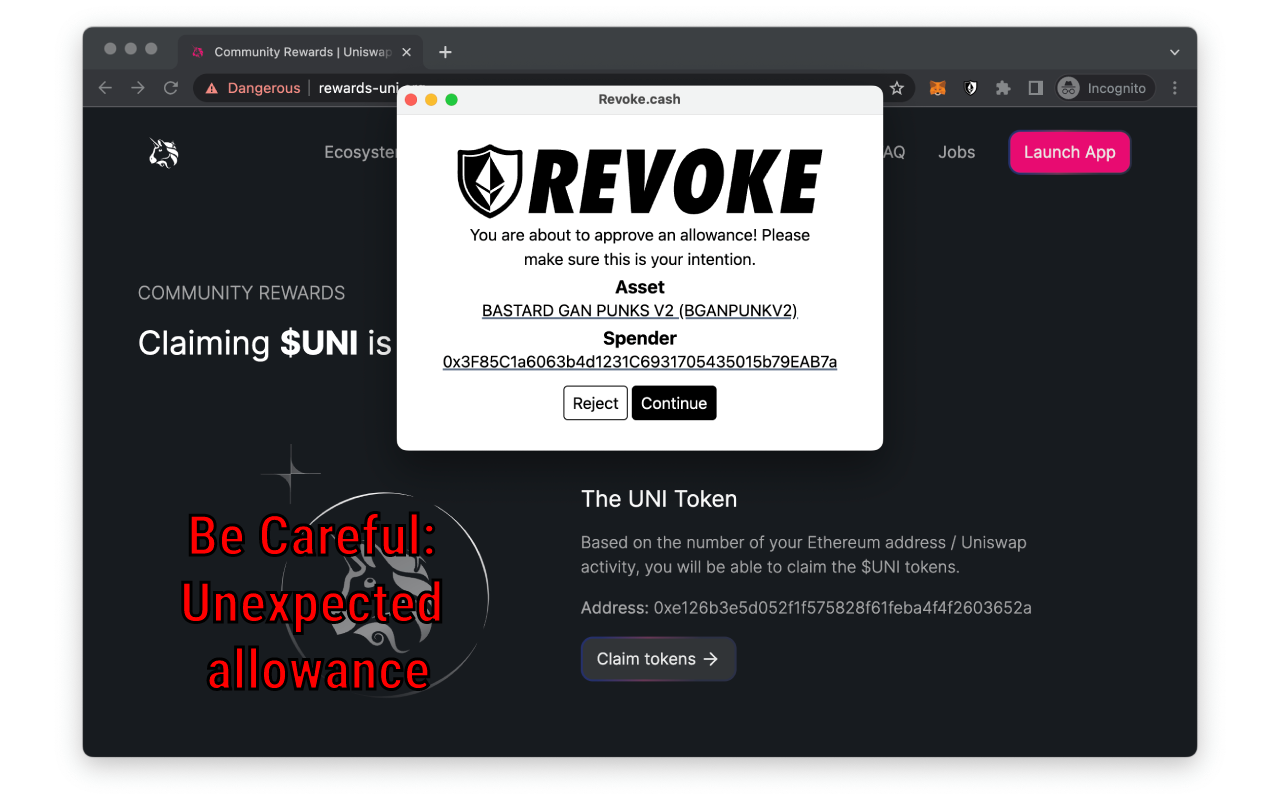 Community Rewards | Uniswap
Dangerous
rewards-uni
Incognito
Revoke.cash
REVOKE
You are about to approve an allowance! Please
make sure this is your intention.
Asset
BASTARD GAN PUNKS V2 (BGANPUNKV2)
Spender
0x3F85C1a6063b4d1231C6931705435015b79EAB7a
Reject
Continue
Jobs
Launch App
COMMUNITY REWARDS
Claiming $UNI is
The UNI Token
Based on the number of your Ethereum address / Uniswap
activity, you will be able to claim the $UNI tokens.
Address: 0xe126b3e5d052f1f575828f61feba4f4f2603652a
Claim tokens →
Be Careful:
Unexpected
allowance